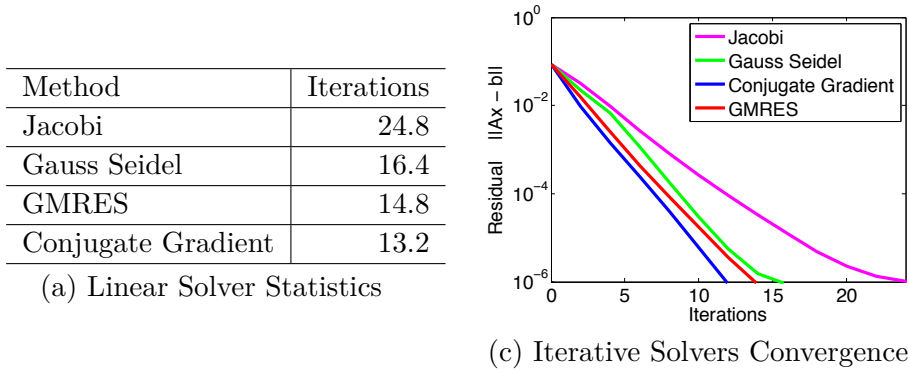 Method Iterations
Jacobi 24.8
Gauss Seidel 16.4
GMRES 14.8
Conjugate Gradient 13.2
(a) Linear Solver Statistics
10^0
10^−2
10^−4
10^−6
Residual ||Ax − b||
Jacobi
Gauss Seidel
Conjugate Gradient
GMRES
0 5 10 15 20
Iterations
(c) Iterative Solvers Convergence